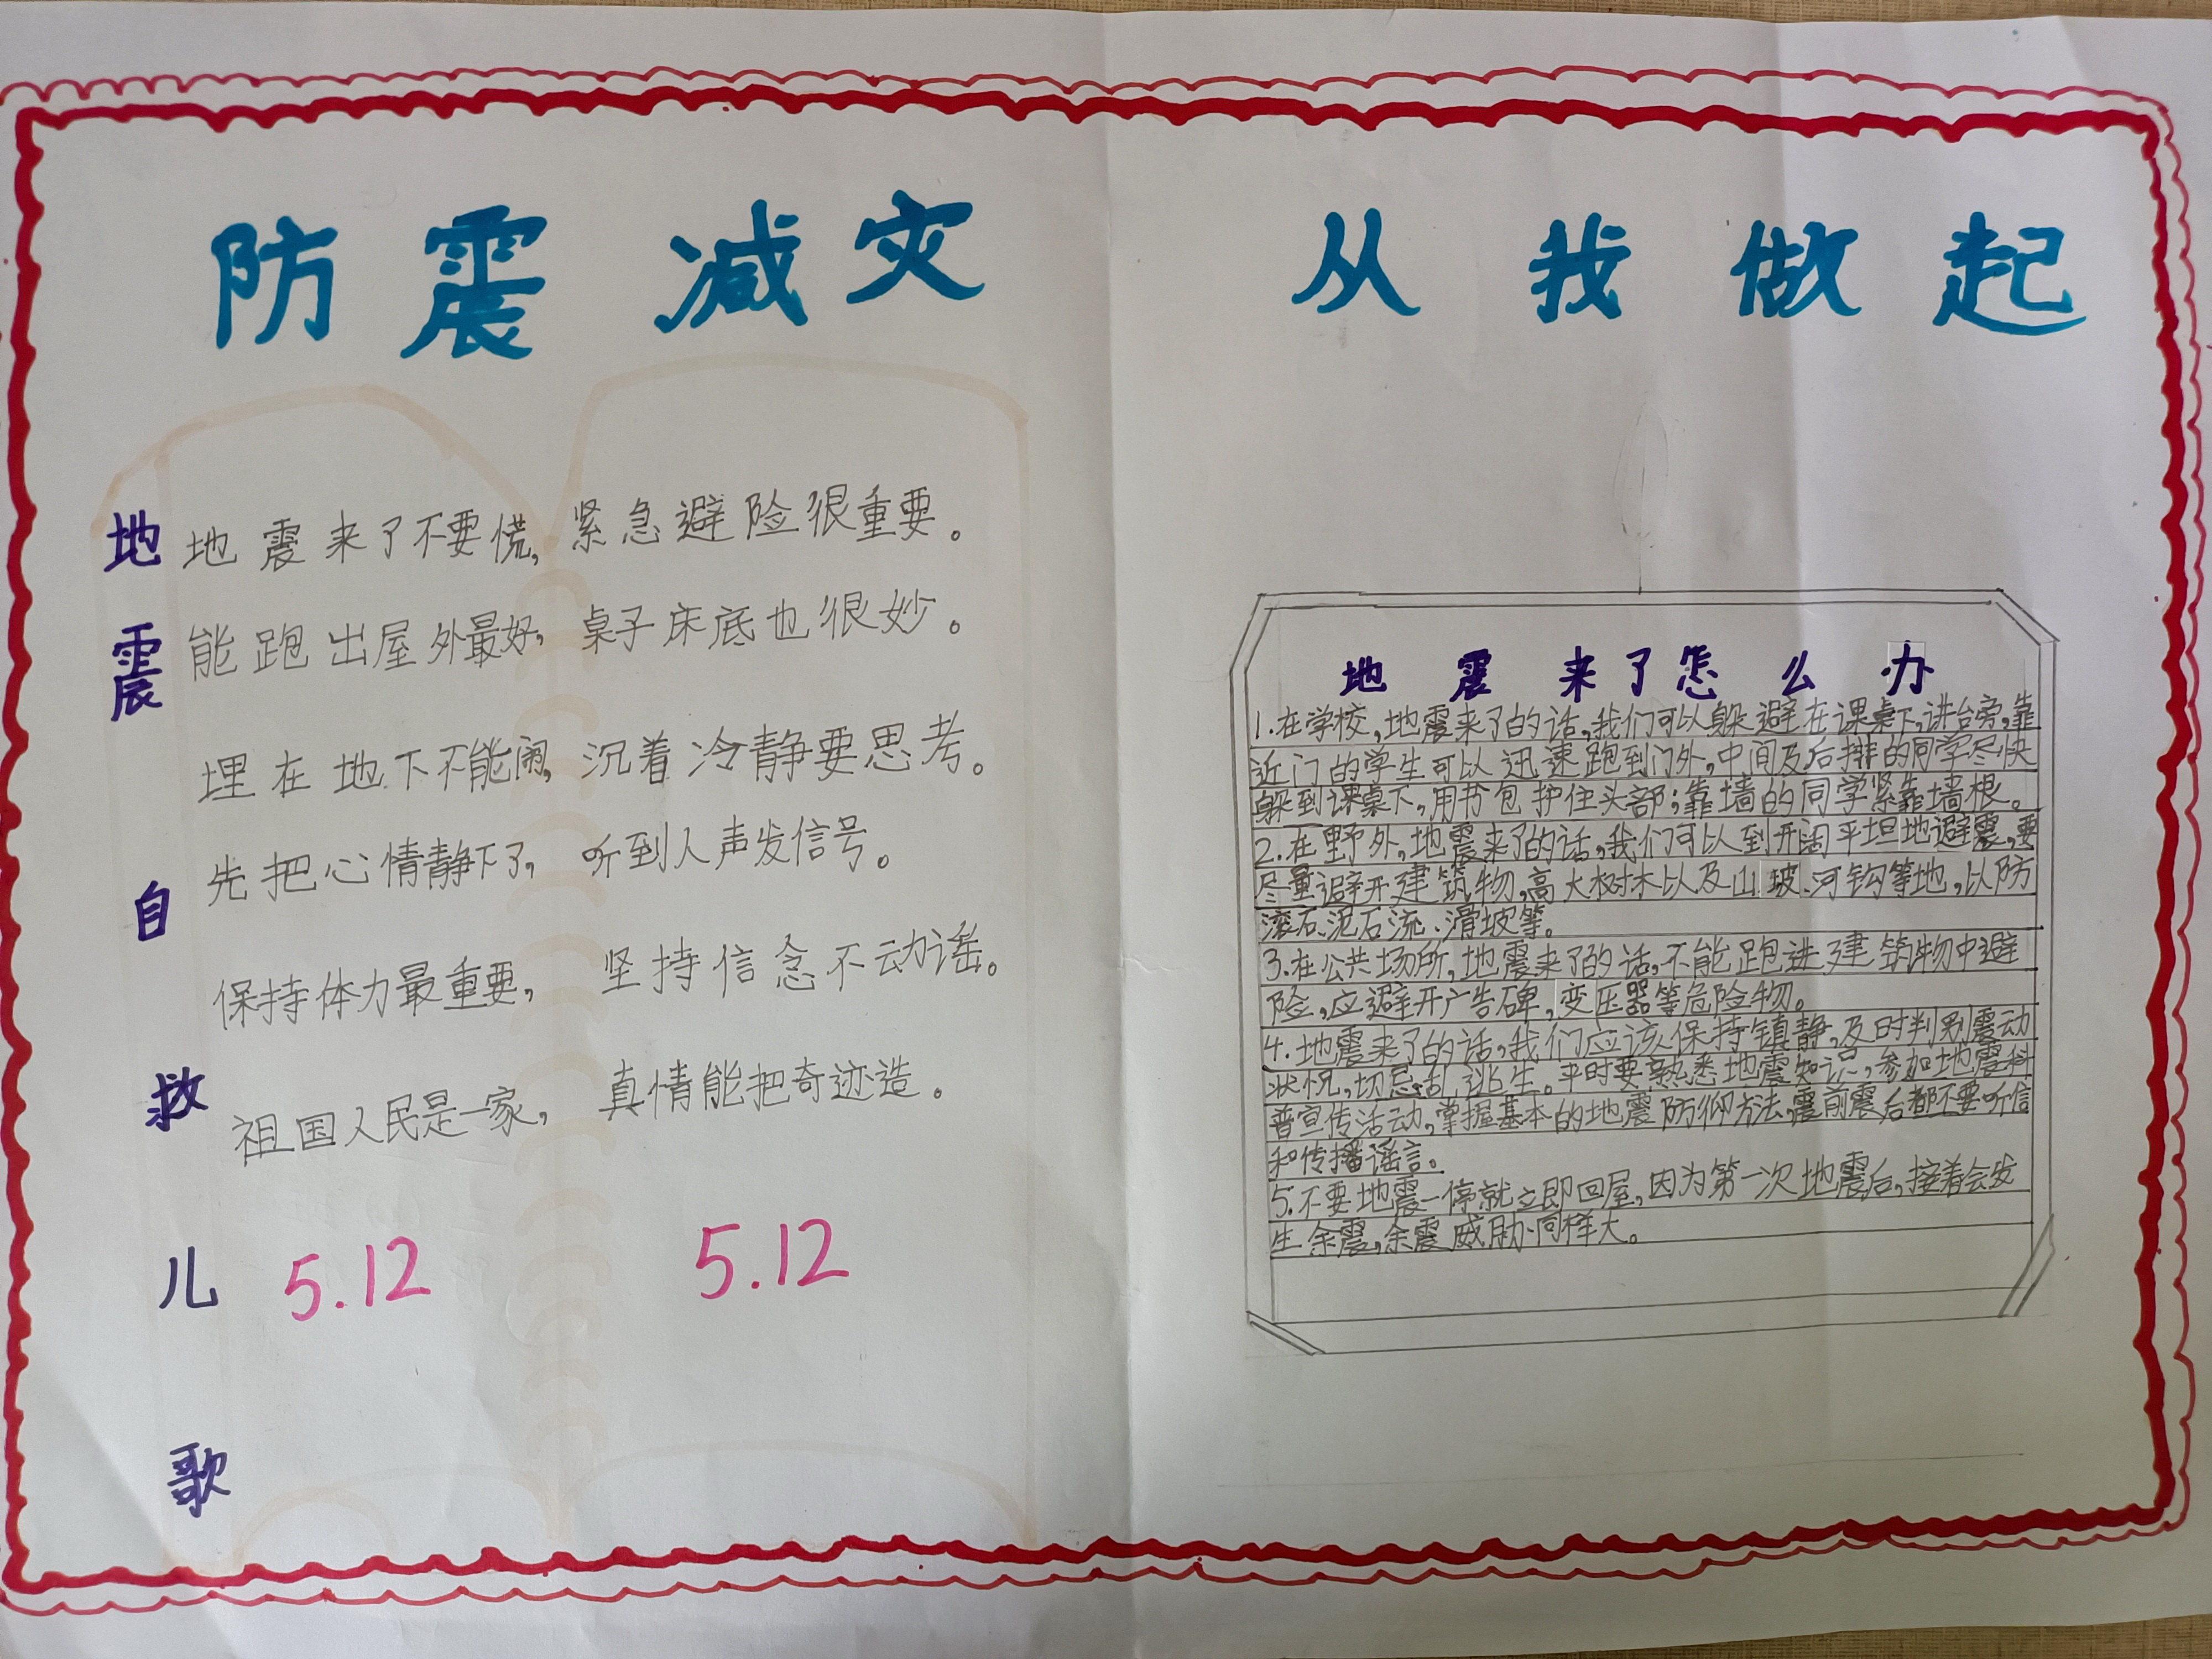 防震减灾 从我做起
地震自救儿歌
地震来了不要慌,紧急避险很重要。
能跑出屋外最好,桌子床底也很妙。
埋在地下不能闹,沉着冷静要思考。
先把心情静下了,听到人声发信号。
保持体力最重要,坚持信念不动谣。
祖国人民是一家,真情能把奇迹造。
5.12 5.12
地震来了怎么办
1.在学校,地震来了的话,我们可以躲避在课桌下,讲台旁,靠
近门的学生可以迅速跑到门外,中间及后排的同学尽快
躲到课桌下,用书包护住头部;靠墙的同学紧靠墙根。
2.在野外,地震来了的话,我们可以到开阔平坦地避震,要
尽量避开建筑物,高大树木以及山坡、河钩等地,以防
滚石、泥石流、滑坡等。
3.在公共场所,地震来了的话,不能跑进建筑物中避
险,应避开广告碑,变压器等危险物。
4.地震来了的话,我们应该保持镇静,及时判别震动
状况,切忌乱逃生。平时要熟悉地震知识,参加地震科
普宣传活动,掌握基本的地震防御方法,震前震后都不要听信
和传播谣言。
5.不要地震一停就立即回屋,因为第一次地震后,接着会发
生余震,余震威胁同样大。